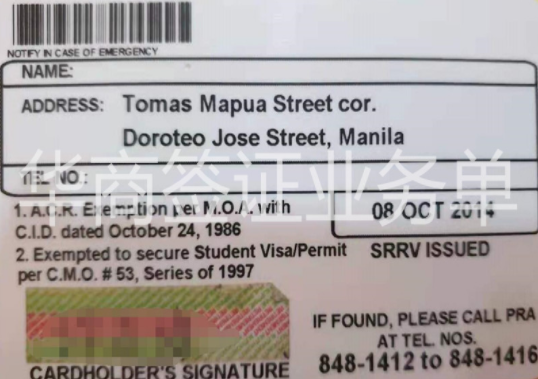 NOTIFY IN CASE OF EMERGENCY
NAME:
ADDRESS: Tomas Mapua Street cor.
Doroteo Jose Street, Manila
华商签证业务单
TEL NO.:
1. A.C.R. Exemption per M.O.A. with
C.I.D. dated October 24, 1986
08 OCT 2014
2. Exempted to secure Student Visa/Permit
per C.M.O. # 53, Series of 1997
SRRV ISSUED
CARDHOLDER'S SIGNATURE
IF FOUND, PLEASE CALL PRA
AT TEL. NOS.
848-1412 to 848-1416